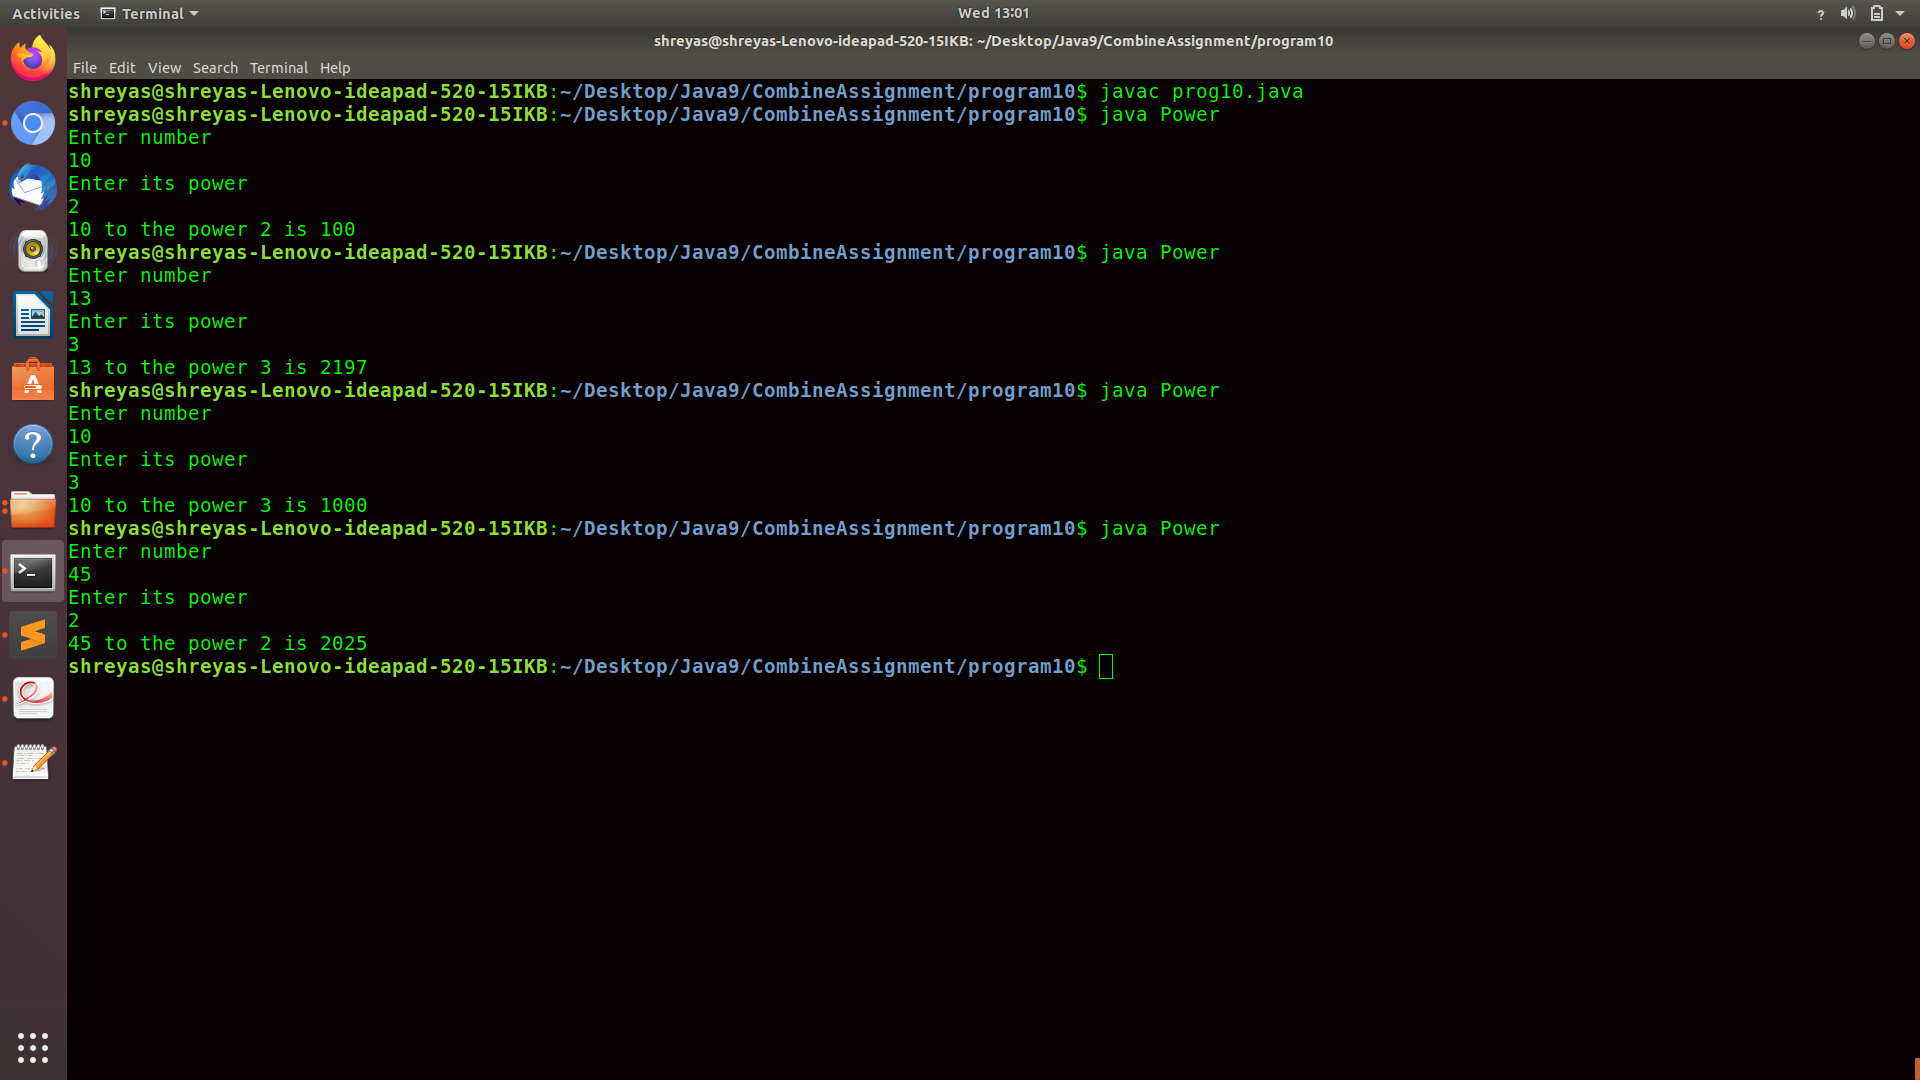 Activities Terminal Wed 13:01
shreyas@shreyas-Lenovo-ideapad-520-15IKB: ~/Desktop/Java9/CombineAssignment/program10
File Edit View Search Terminal Help
shreyas@shreyas-Lenovo-ideapad-520-15IKB:~/Desktop/Java9/CombineAssignment/program10$ javac prog10.java
shreyas@shreyas-Lenovo-ideapad-520-15IKB:~/Desktop/Java9/CombineAssignment/program10$ java Power
Enter number
10
Enter its power
2
10 to the power 2 is 100
shreyas@shreyas-Lenovo-ideapad-520-15IKB:~/Desktop/Java9/CombineAssignment/program10$ java Power
Enter number
13
Enter its power
3
13 to the power 3 is 2197
shreyas@shreyas-Lenovo-ideapad-520-15IKB:~/Desktop/Java9/CombineAssignment/program10$ java Power
Enter number
10
Enter its power
3
10 to the power 3 is 1000
shreyas@shreyas-Lenovo-ideapad-520-15IKB:~/Desktop/Java9/CombineAssignment/program10$ java Power
Enter number
45
Enter its power
2
45 to the power 2 is 2025
shreyas@shreyas-Lenovo-ideapad-520-15IKB:~/Desktop/Java9/CombineAssignment/program10$